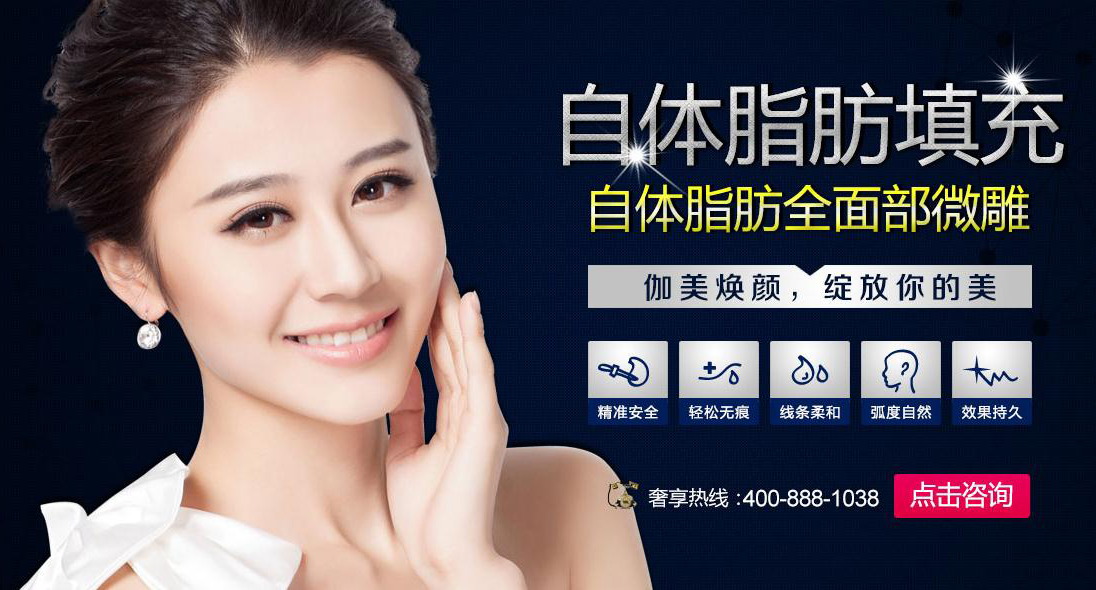 自体脂肪填充
自体脂肪全面部微雕
伽美焕颜，绽放你的美
精准安全 轻松无痕 线条柔和 弧度自然 效果持久
奢享热线:400-888-1038 点击咨询